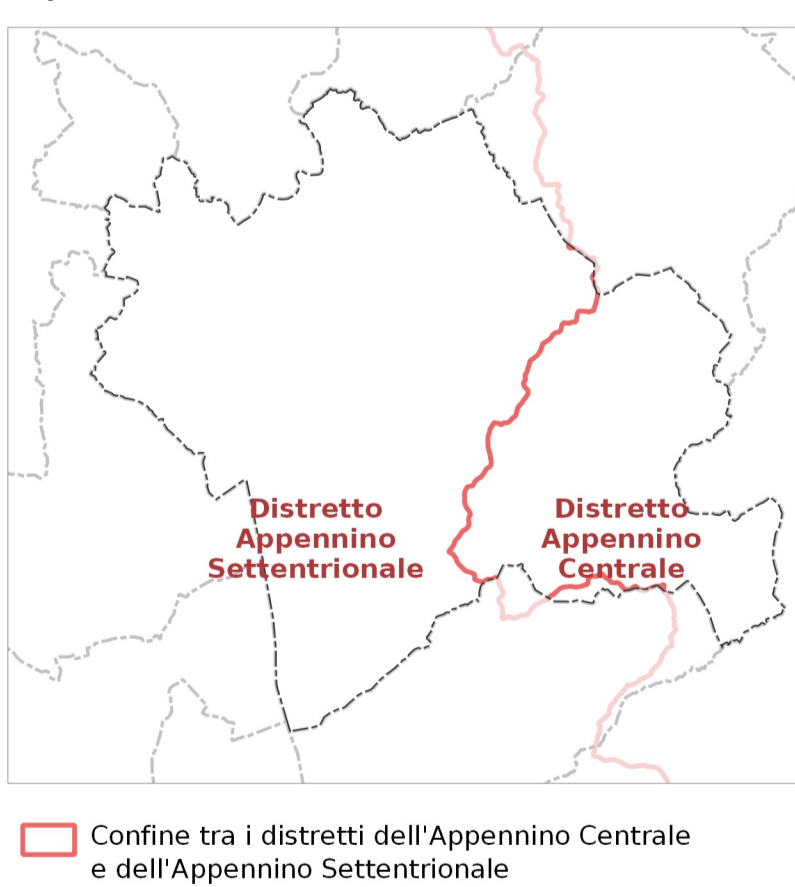 Distretto
Appennino
Settentrionale
Distretto
Appennino
Centrale
Confine tra i distretti dell'Appennino Centrale
e dell'Appennino Settentrionale